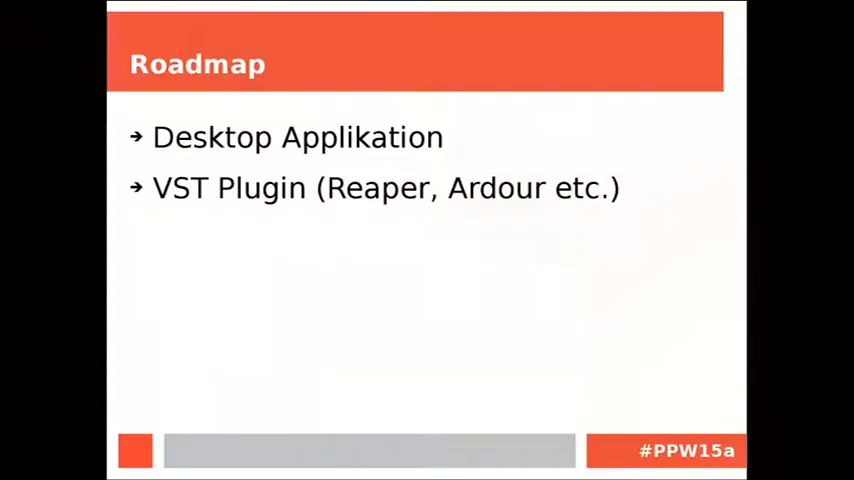 Roadmap
➔ Desktop Applikation
➔ VST Plugin (Reaper, Ardour etc.)
#PPW15a